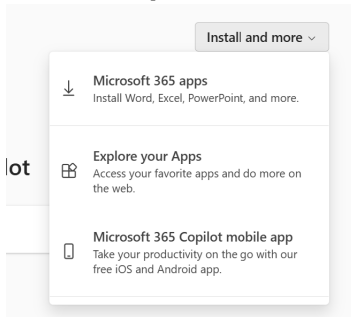 Install and more
Microsoft 365 apps
Install Word, Excel, PowerPoint, and more.
Explore your Apps
Access your favorite apps and do more on
the web.
lot
Microsoft 365 Copilot mobile app
Take your productivity on the go with our
free iOS and Android app.